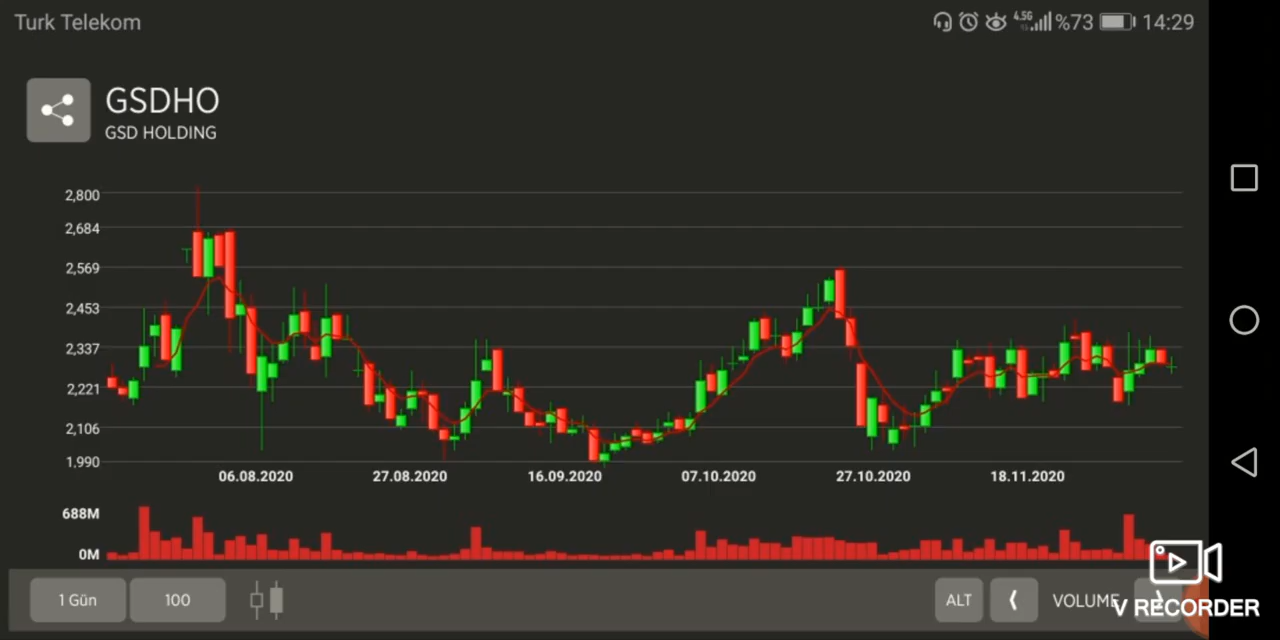 Turk Telekom
4.5G %73 14:29
GSDHO
GSD HOLDING
2,800
2,684
2,569
2,453
2,337
2,221
2,106
1.990
06.08.2020 27.08.2020 16.09.2020 07.10.2020 27.10.2020 18.11.2020
688M
0M
1 Gün 100 ALT VOLUME
V RECORDER